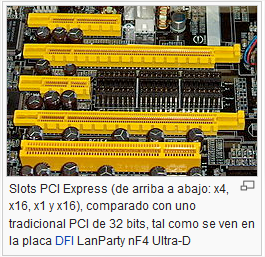 Slots PCI Express (de arriba a abajo: x4,
x16, x1 y x16), comparado con uno
tradicional PCI de 32 bits, tal como se ven en
la placa DFI LanParty nF4 Ultra-D